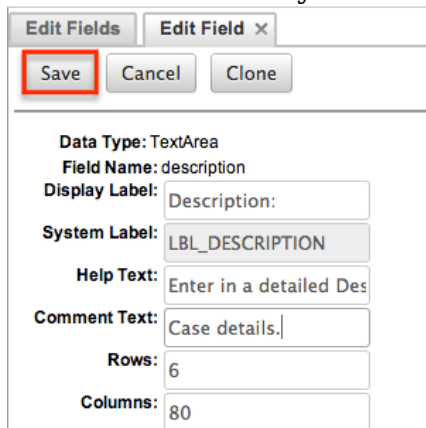 Edit Fields Edit Field ×
Save Cancel Clone
Data Type: TextArea
Field Name: description
Display Label: Description:
System Label: LBL_DESCRIPTION
Help Text: Enter in a detailed Des
Comment Text: Case details.
Rows: 6
Columns: 80